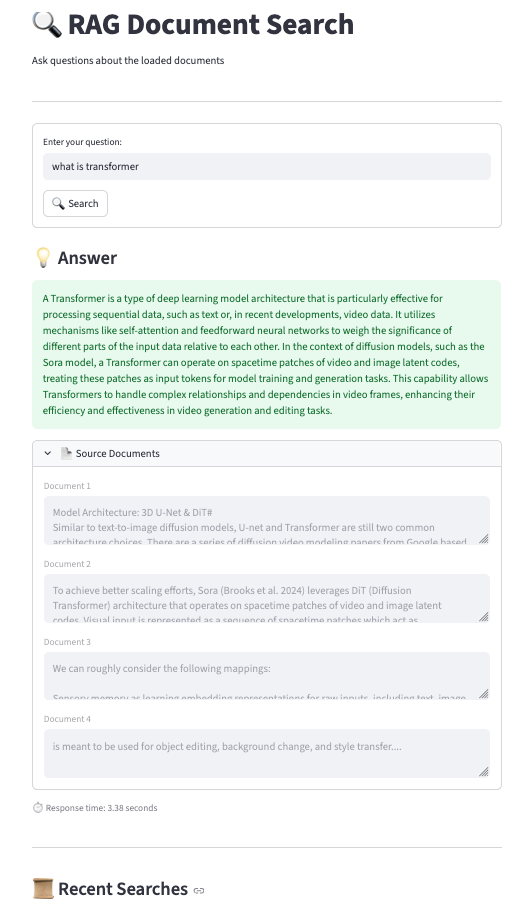 RAG Document Search
Ask questions about the loaded documents
Enter your question:
what is transformer
Search
Answer
A Transformer is a type of deep learning model architecture that is particularly effective for
processing sequential data, such as text or, in recent developments, video data. It utilizes
mechanisms like self-attention and feedforward neural networks to weigh the significance of
different parts of the input data relative to each other. In the context of diffusion models, such as the
Sora model, a Transformer can operate on spacetime patches of video and image latent codes,
treating these patches as input tokens for model training and generation tasks. This capability allows
Transformers to handle complex relationships and dependencies in video frames, enhancing their
efficiency and effectiveness in video generation and editing tasks.
Source Documents
Document 1
Model Architecture: 3D U-Net & DiT#
Similar to text-to-image diffusion models, U-net and Transformer are still two common
architecture choices. There are a series of diffusion video modeling papers from Google based
Document 2
To achieve better scaling efforts, Sora (Brooks et al. 2024) leverages DiT (Diffusion
Transformer) architecture that operates on spacetime patches of video and image latent
codes. Visual input is represented as a sequence of spacetime patches which act as
Document 3
We can roughly consider the following mappings:
Sensory memory as learning embedding representations for raw inputs, including text, image
Document 4
is meant to be used for object editing, background change, and style transfer....
Response time: 3.38 seconds
Recent Searches